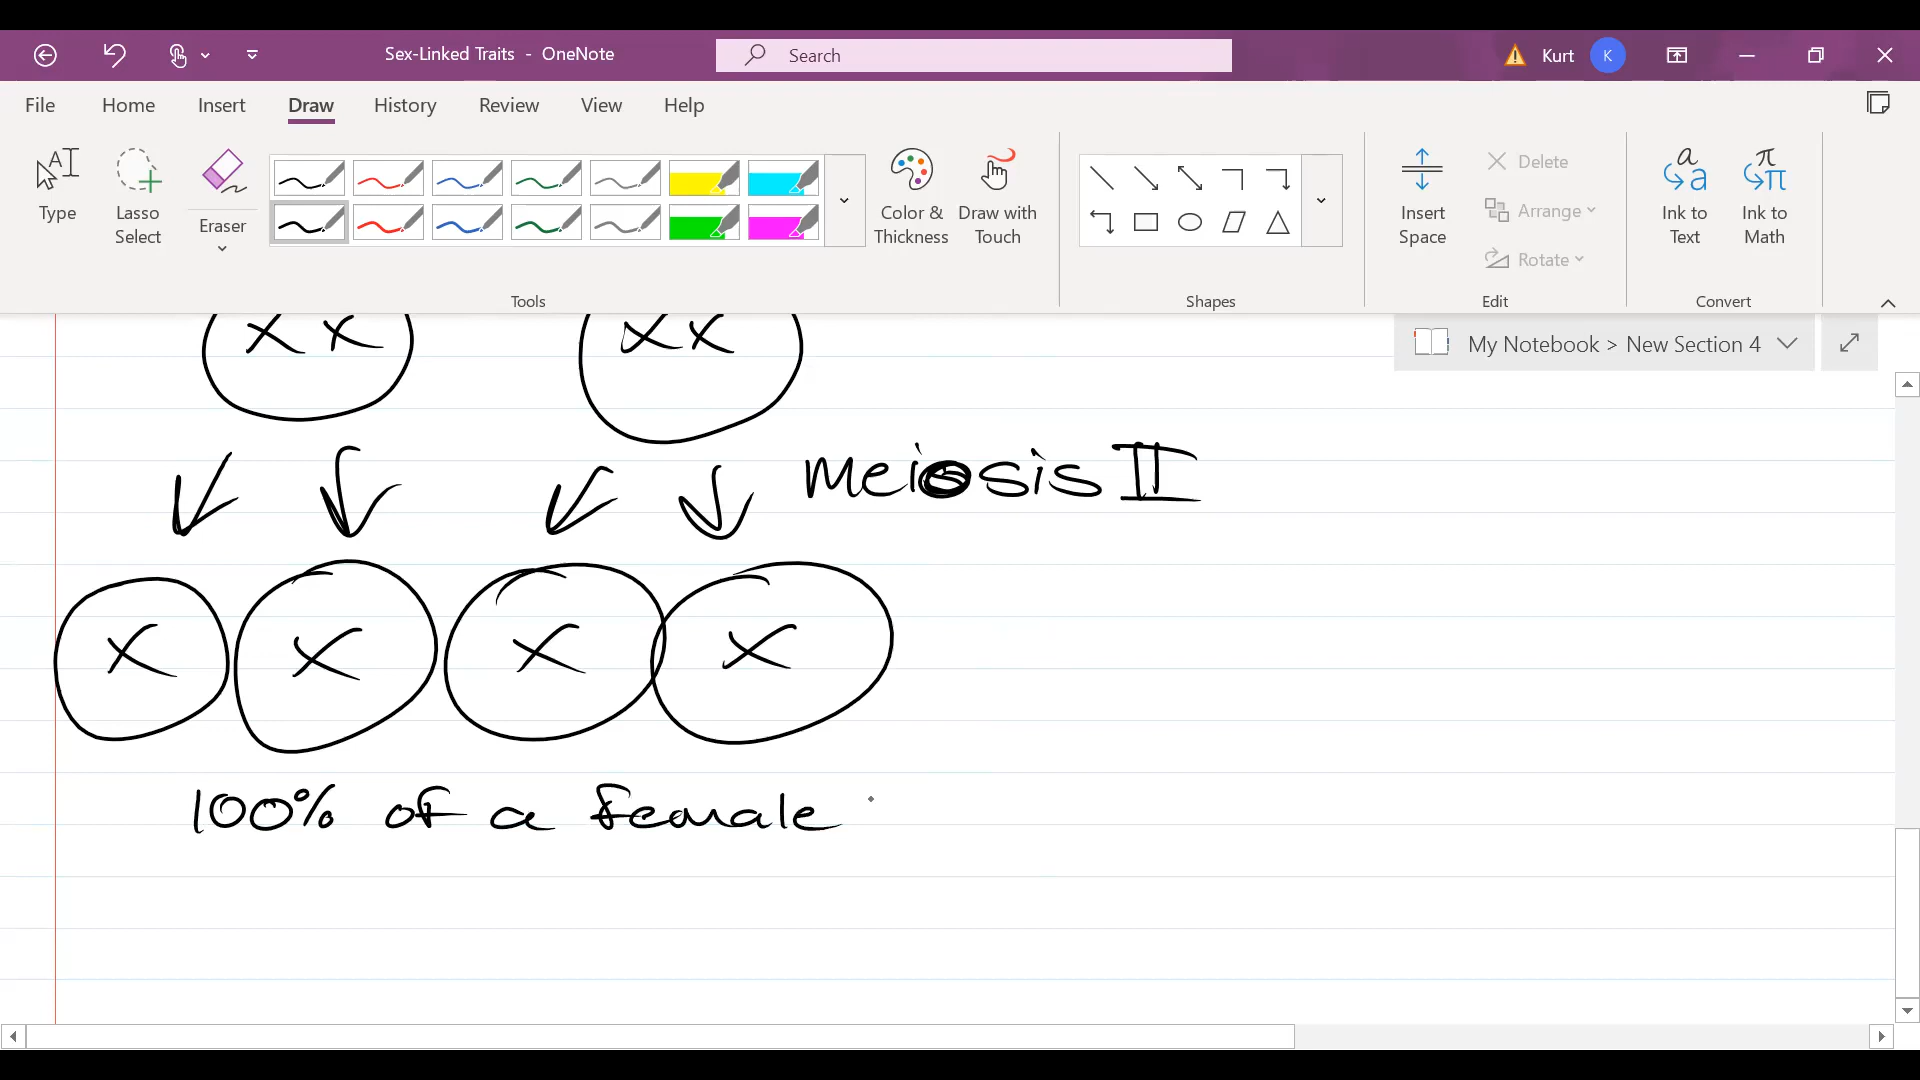 Sex-Linked Traits - OneNote
Search
Kurt
K
File
Home
Insert
Draw
History
Review
View
Help
Type
Lasso
Select
Eraser
Color &
Thickness
Draw with
Touch
Insert
Space
Delete
Arrange
Rotate
Ink to
Text
Ink to
Math
Tools
Shapes
Edit
Convert
My Notebook > New Section 4
X X
X X
Meiosis II
X X X X
100% of a female